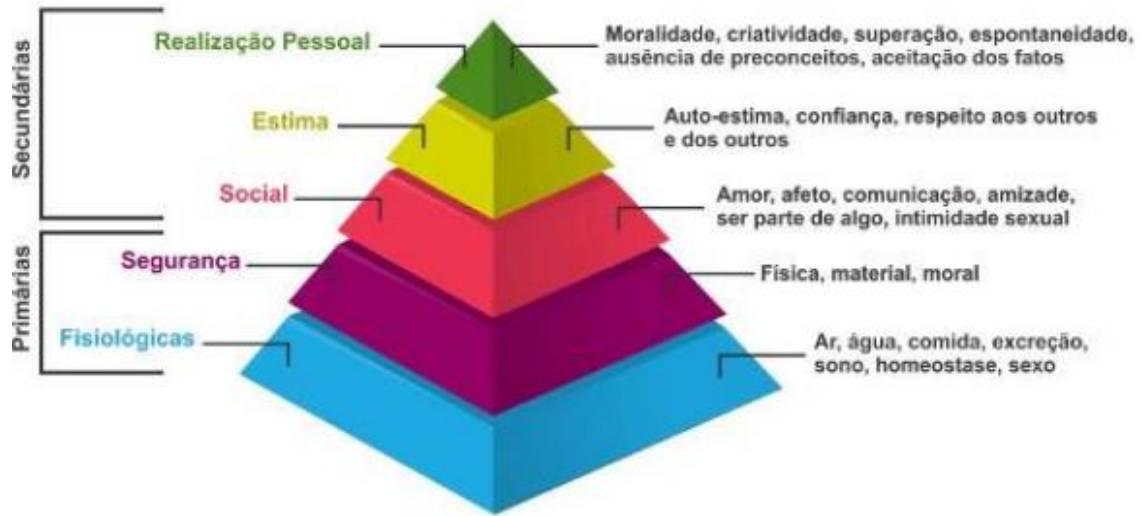 Secundárias
Realização Pessoal
Moralidade, criatividade, superação, espontaneidade,
ausência de preconceitos, aceitação dos fatos
Estima
Auto-estima, confiança, respeito aos outros
e dos outros
Social
Amor, afeto, comunicação, amizade,
ser parte de algo, intimidade sexual
Primárias
Segurança
Física, material, moral
Fisiológicas
Ar, água, comida, excreção,
sono, homeostase, sexo